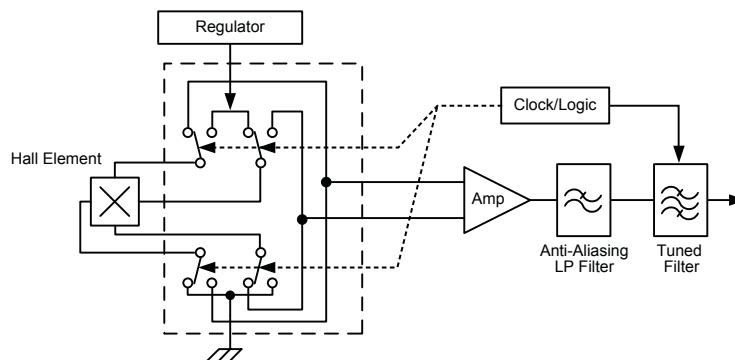 Regulator
Clock/Logic
Hall Element
Amp
Anti-Aliasing
LP Filter
Tuned
Filter